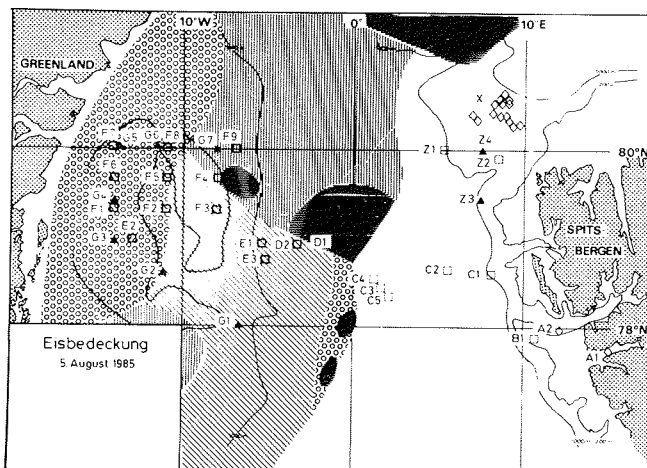 10°W
0°
10°E
GREENLAND
X
G5
G6
F8
G7
F9
80°N
Z1
Z4
Z2
F6
F5
F4
G4
F1
F2
F3
Z3
SPITS
BERGEN
G3
E2
E1
D2
D1
E3
G2
C4
C3
C5
C2
C1
G1
78°N
A2
B1
A1
Eisbedeckung
5. August 1985